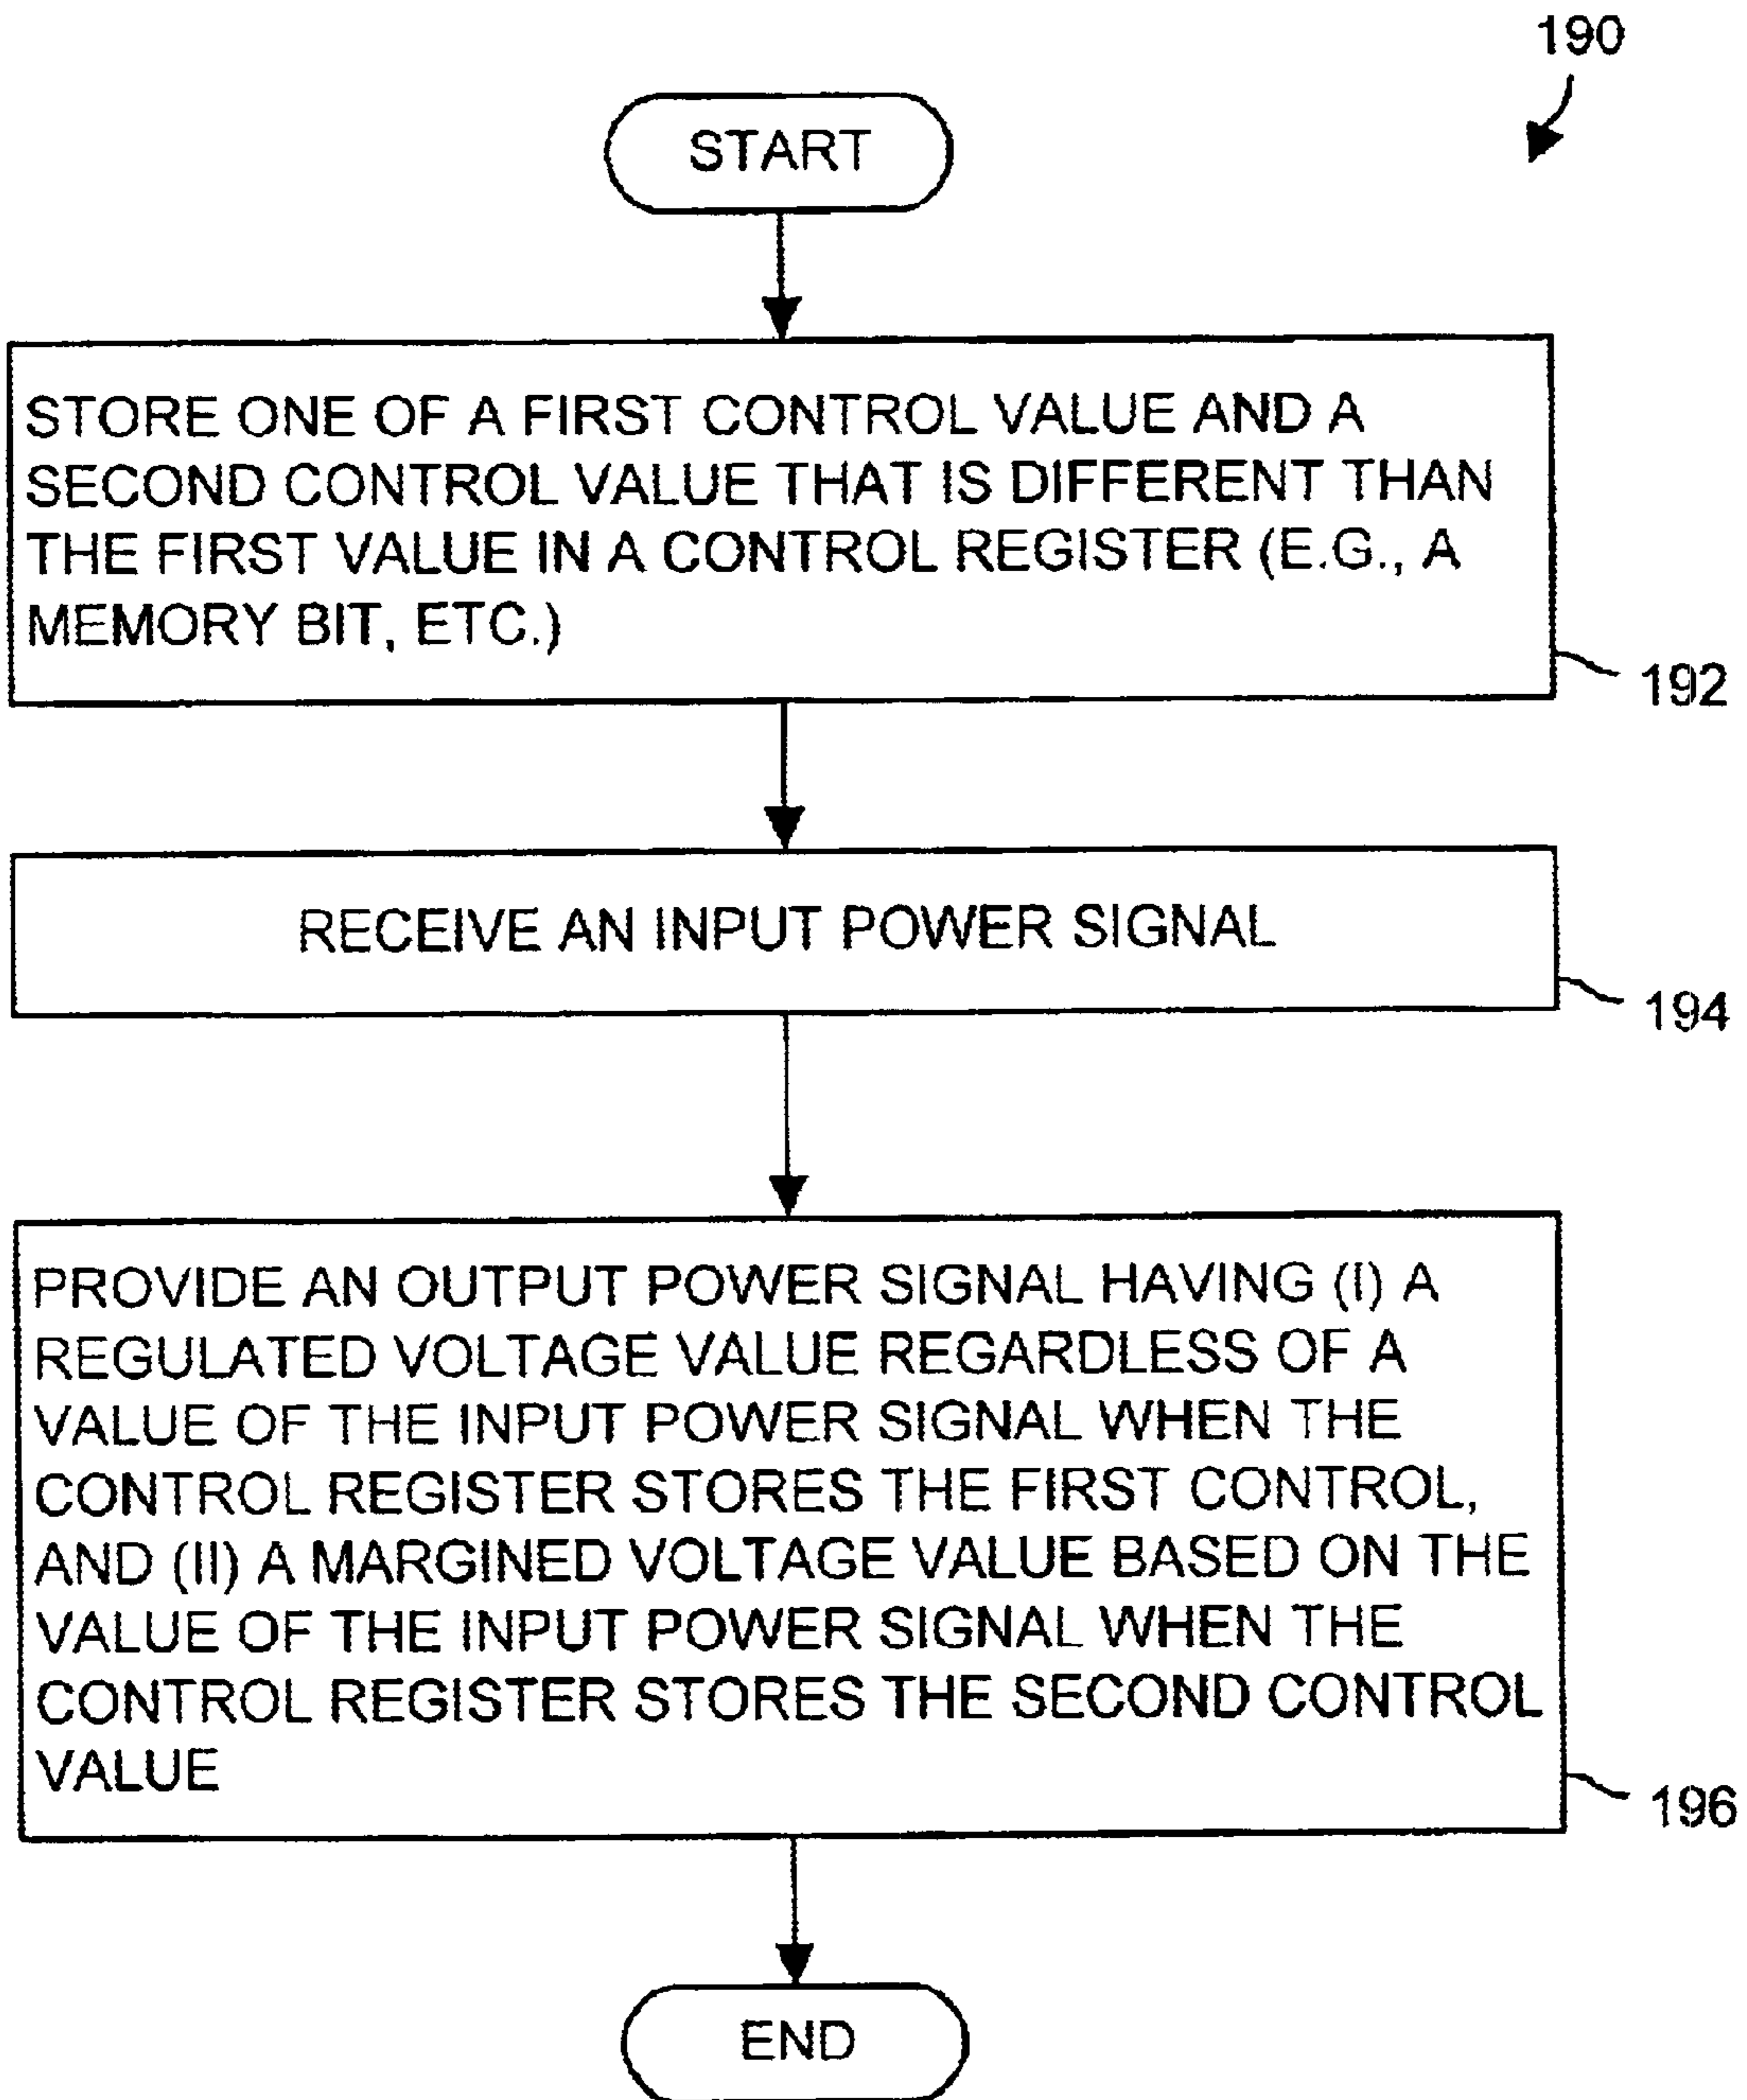 190
START
STORE ONE OF A FIRST CONTROL VALUE AND A
SECOND CONTROL VALUE THAT IS DIFFERENT THAN
THE FIRST VALUE IN A CONTROL REGISTER (E.G., A
MEMORY BIT, ETC.)
192
RECEIVE AN INPUT POWER SIGNAL
194
PROVIDE AN OUTPUT POWER SIGNAL HAVING (I) A
REGULATED VOLTAGE VALUE REGARDLESS OF A
VALUE OF THE INPUT POWER SIGNAL WHEN THE
CONTROL REGISTER STORES THE FIRST CONTROL,
AND (II) A MARGINED VOLTAGE VALUE BASED ON THE
VALUE OF THE INPUT POWER SIGNAL WHEN THE
CONTROL REGISTER STORES THE SECOND CONTROL
VALUE
196
END